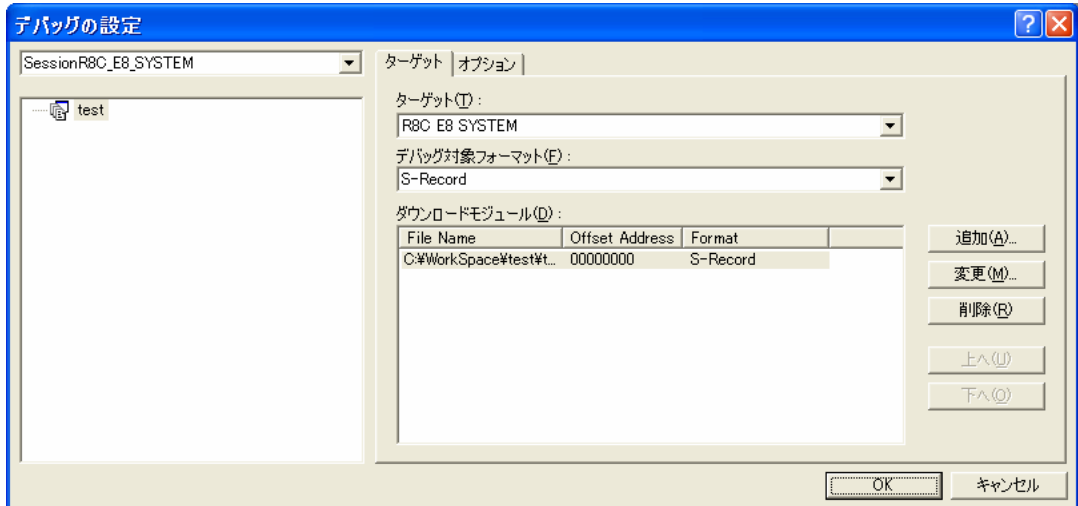 デバッグの設定
SessionR8C_E8_SYSTEM
test
ターゲット オプション
ターゲット(T) :
R8C E8 SYSTEM
デバッグ対象フォーマット(F) :
S-Record
ダウンロードモジュール(D) :
File Name Offset Address Format
C:¥WorkSpace¥test¥t... 00000000 S-Record
追加(A)...
変更(M)...
削除(R)
上へ(U)
下へ(O)
OK キャンセル